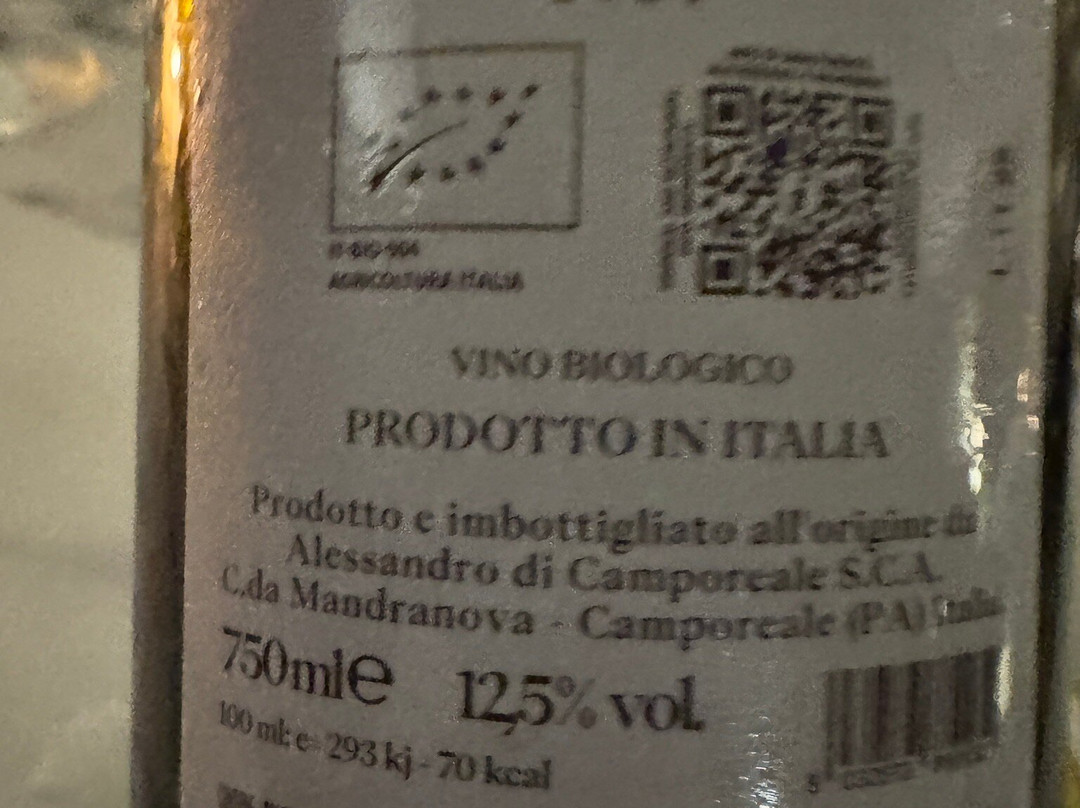 AGRICOLTURA ITALIA
VINO BIOLOGICO
PRODOTTO IN ITALIA
Prodotto e imbottigliato all'origine da
Alessandro di Camporeale S.C.A.
C.da Mandranova - Camporeale (PA) Italia
750ml e 12,5% vol.
100 ml: e= 293 kj - 70 kcal